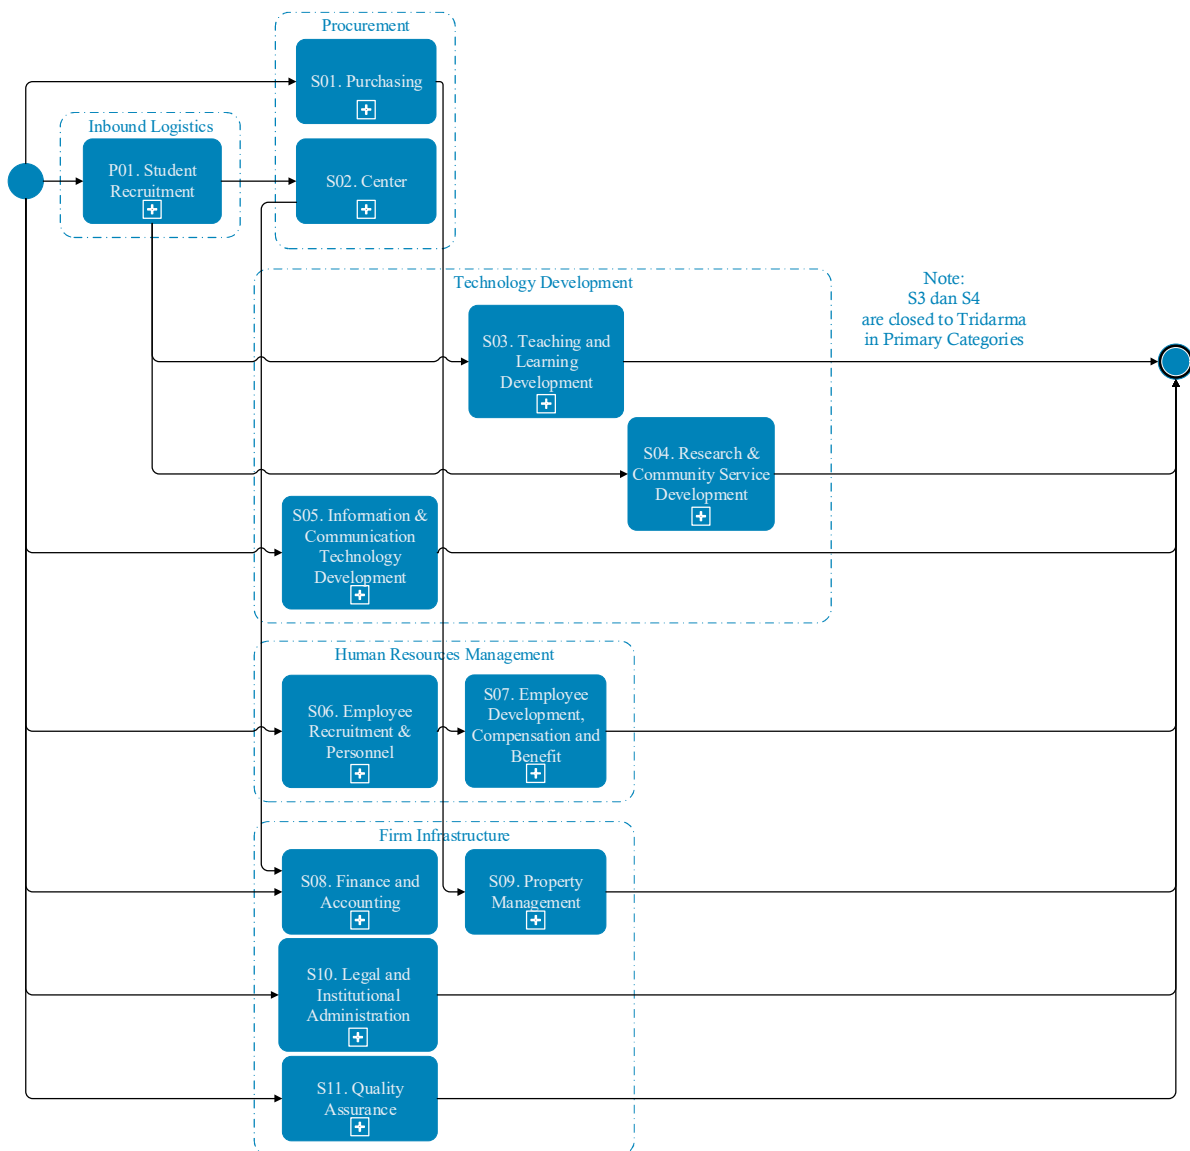 Procurement
S01. Purchasing
Inbound Logistics
P01. Student
Recruitment
S02. Center
Technology Development
Note:
S3 dan S4
are closed to Tridarma
in Primary Categories
S03. Teaching and
Learning
Development
S04. Research &
Community Service
Development
S05. Information &
Communication
Technology
Development
Human Resources Management
S06. Employee
Recruitment &
Personnel
S07. Employee
Development,
Compensation and
Benefit
Firm Infrastructure
S08. Finance and
Accounting
S09. Property
Management
S10. Legal and
Institutional
Administration
S11. Quality
Assurance